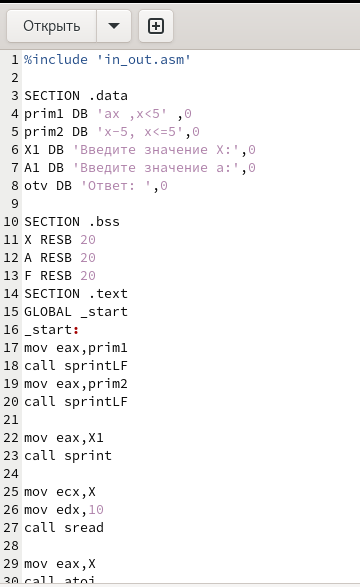 Открыть
1 %include 'in_out.asm'
2
3 SECTION .data
4 prim1 DB 'ax ,x<5' ,0
5 prim2 DB 'x-5, x<=5',0
6 X1 DB 'Введите значение X:',0
7 A1 DB 'Введите значение a:',0
8 otv DB 'Ответ: ',0
9
10 SECTION .bss
11 X RESB 20
12 A RESB 20
13 F RESB 20
14 SECTION .text
15 GLOBAL _start
16 _start:
17 mov eax,prim1
18 call sprintLF
19 mov eax,prim2
20 call sprintLF
21
22 mov eax,X1
23 call sprint
24
25 mov ecx,X
26 mov edx,10
27 call sread
28
29 mov eax,X
30 call atoi